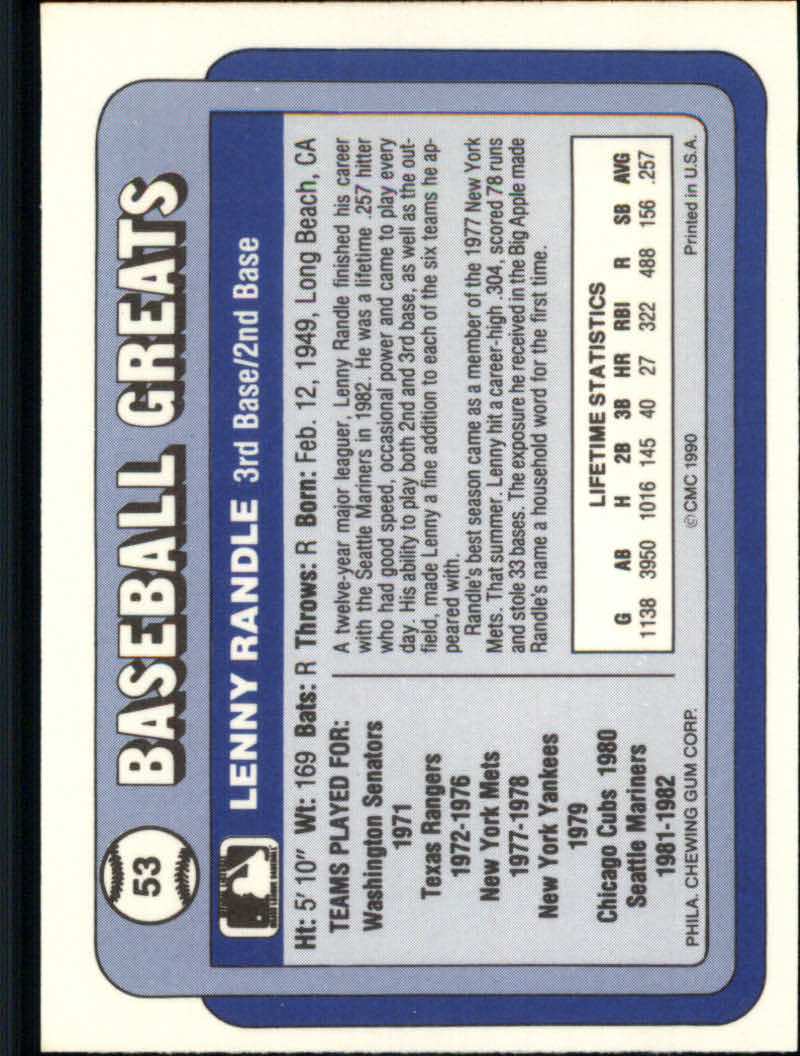 53
BASEBALL GREATS
LENNY RANDLE 3rd Base/2nd Base
Ht: 5' 10" Wt: 169 Bats: R Throws: R Born: Feb. 12, 1949, Long Beach, CA
TEAMS PLAYED FOR:
Washington Senators
1971
Texas Rangers
1972-1976
New York Mets
1977-1978
New York Yankees
1979
Chicago Cubs 1980
Seattle Mariners
1981-1982
A twelve-year major leaguer, Lenny Randle finished his career
with the Seattle Mariners in 1982. He was a lifetime .257 hitter
who had good speed, occasional power and came to play every
day. His ability to play both 2nd and 3rd base, as well as the out-
field, made Lenny a fine addition to each of the six teams he ap-
peared with.
Randle's best season came as a member of the 1977 New York
Mets. That summer. Lenny hit a career-high .304, scored 78 runs
and stole 33 bases. The exposure he received in the Big Apple made
Randle's name a household word for the first time.
LIFETIME STATISTICS
G AB H 2B 3B HR RBI R SB AVG
1138 3950 1016 145 40 27 322 488 156 .257
PHILA. CHEWING GUM CORP. © CMC 1990 Printed in U.S.A.